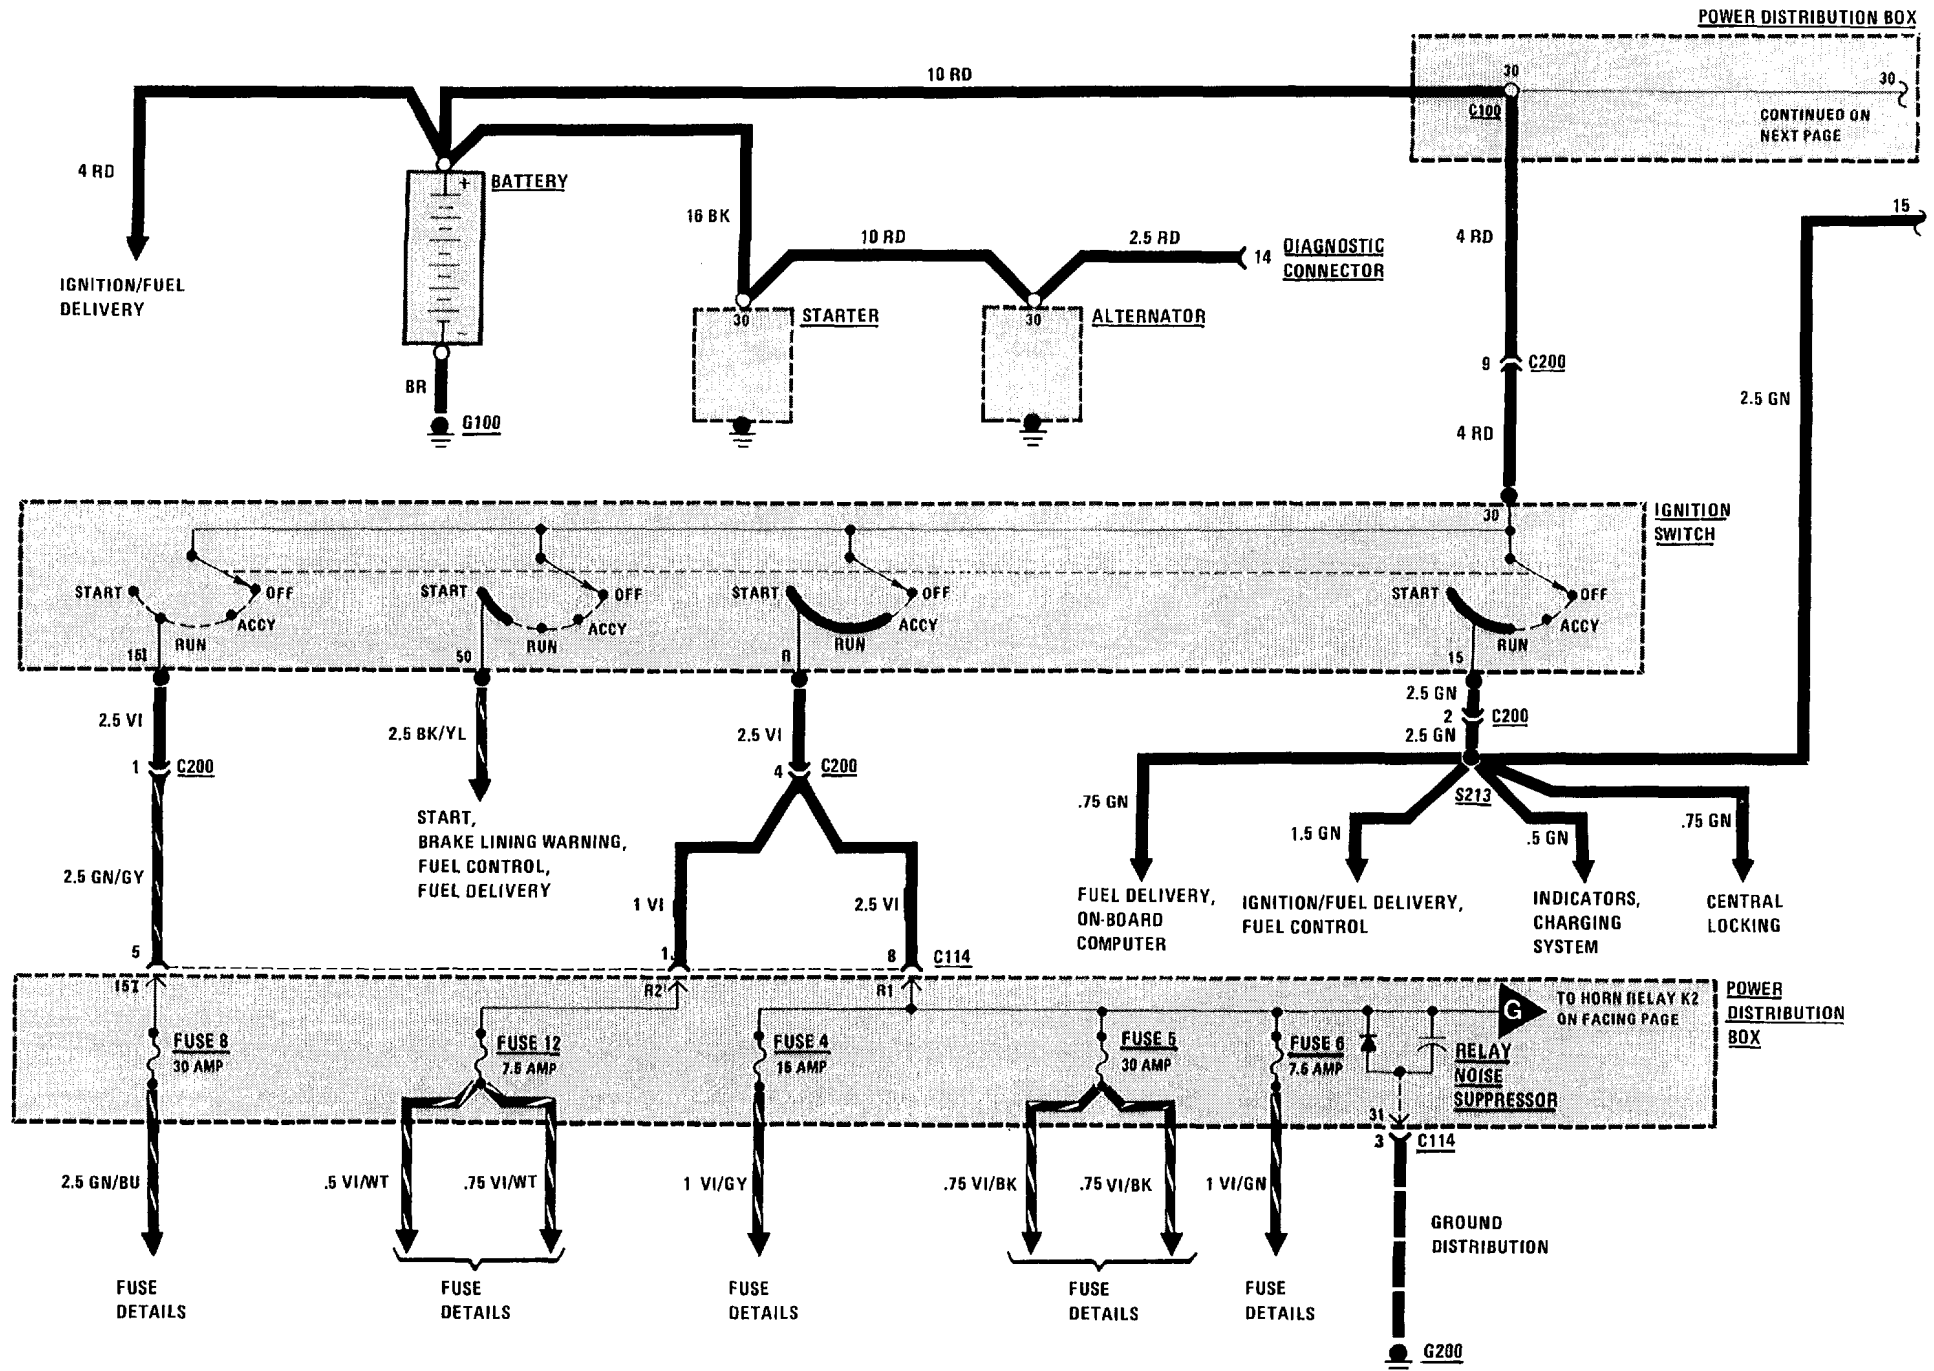 POWER DISTRIBUTION BOX
10 RD
30
30
C100
CONTINUED ON
NEXT PAGE
4 RD
+
BATTERY
16 BK
15
10 RD
2.5 RD
4 RD
14
DIAGNOSTIC
CONNECTOR
IGNITION/FUEL
DELIVERY
30
STARTER
30
ALTERNATOR
-
9
C200
BR
2.5 GN
G100
4 RD
30
IGNITION
SWITCH
START
OFF
ACCY
RUN
15I
START
OFF
ACCY
RUN
50
START
OFF
ACCY
RUN
R
START
OFF
ACCY
RUN
15
2.5 VI
2.5 BK/YL
2.5 VI
2.5 GN
2
C200
2.5 GN
1
C200
4
C200
START,
BRAKE LINING WARNING,
FUEL CONTROL,
FUEL DELIVERY
S213
.75 GN
1.5 GN
.5 GN
.75 GN
2.5 GN/GY
1 VI
2.5 VI
FUEL DELIVERY,
ON-BOARD
COMPUTER
IGNITION/FUEL DELIVERY,
FUEL CONTROL
INDICATORS,
CHARGING
SYSTEM
CENTRAL
LOCKING
5
1
8
C114
15I
R2
R1
G
TO HORN RELAY K2
ON FACING PAGE
POWER
DISTRIBUTION
BOX
FUSE 8
30 AMP
FUSE 12
7.5 AMP
FUSE 4
15 AMP
FUSE 5
30 AMP
FUSE 6
7.5 AMP
RELAY
NOISE
SUPPRESSOR
31
3
C114
2.5 GN/BU
.5 VI/WT
.75 VI/WT
1 VI/GY
.75 VI/BK
.75 VI/BK
1 VI/GN
GROUND
DISTRIBUTION
FUSE
DETAILS
FUSE
DETAILS
FUSE
DETAILS
FUSE
DETAILS
FUSE
DETAILS
G200